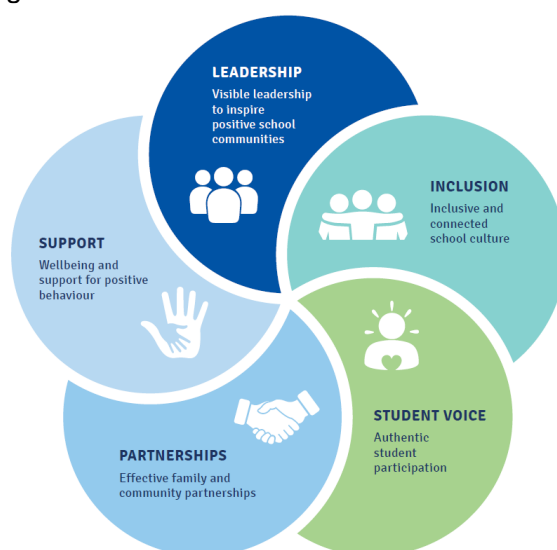 LEADERSHIP
Visible leadership
to inspire
positive school
communities
INCLUSION
Inclusive and
connected
school culture
STUDENT VOICE
Authentic
student
participation
PARTNERSHIPS
Effective family and
community partnerships
SUPPORT
Wellbeing and
support for positive
behaviour